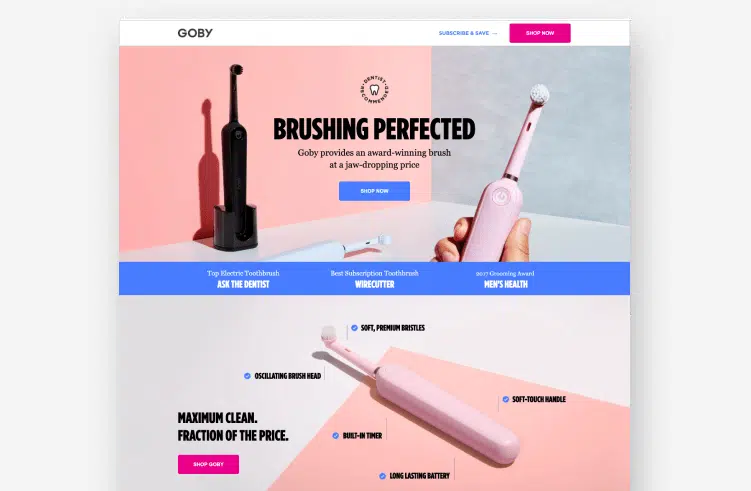 GOBY
SUBSCRIBE & SAVE —
SHOP NOW
DENTIST
RECOMMENDED
BRUSHING PERFECTED
Goby provides an award-winning brush
at a jaw-dropping price
SHOP NOW
Top Electric Toothbrush
ASK THE DENTIST
Best Subscription Toothbrush
WIRECUTTER
2017 Grooming Award
MEN'S HEALTH
SOFT, PREMIUM BRISTLES
OSCILLATING BRUSH HEAD
SOFT-TOUCH HANDLE
MAXIMUM CLEAN.
FRACTION OF THE PRICE.
BUILT-IN TIMER
SHOP GOBY
LONG LASTING BATTERY